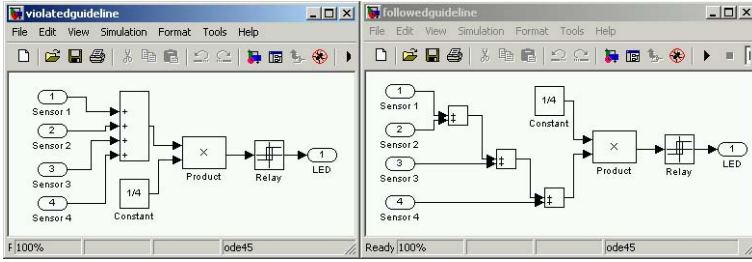 violatedguideline
File Edit View Simulation Format Tools Help
1
Sensor 1
2
Sensor 2
3
Sensor 3
4
Sensor 4
+
+
+
+
1/4
Constant
×
Product
Relay
1
LED
F 100%
ode45
followedguideline
File Edit View Simulation Format Tools Help
1
Sensor 1
2
Sensor 2
3
Sensor 3
4
Sensor 4
+
+
+
+
+
+
1/4
Constant
×
Product
Relay
1
LED
Ready 100%
ode45